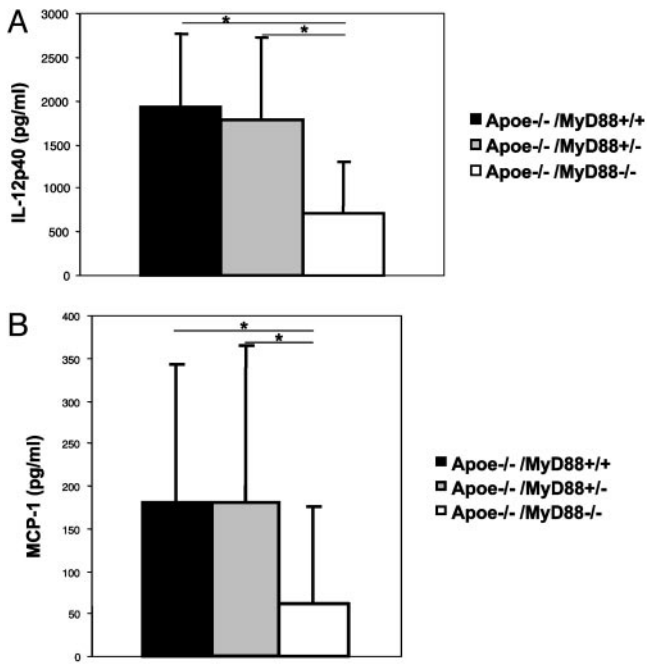 A
*
*
3000
2500
2000
1500
1000
500
0
IL-12p40 (pg/ml)
Apoe-/- /MyD88+/+
Apoe-/- /MyD88+/-
Apoe-/- /MyD88-/-
B
*
*
400
350
300
250
200
150
100
50
0
MCP-1 (pg/ml)
Apoe-/- /MyD88+/+
Apoe-/- /MyD88+/-
Apoe-/- /MyD88-/-